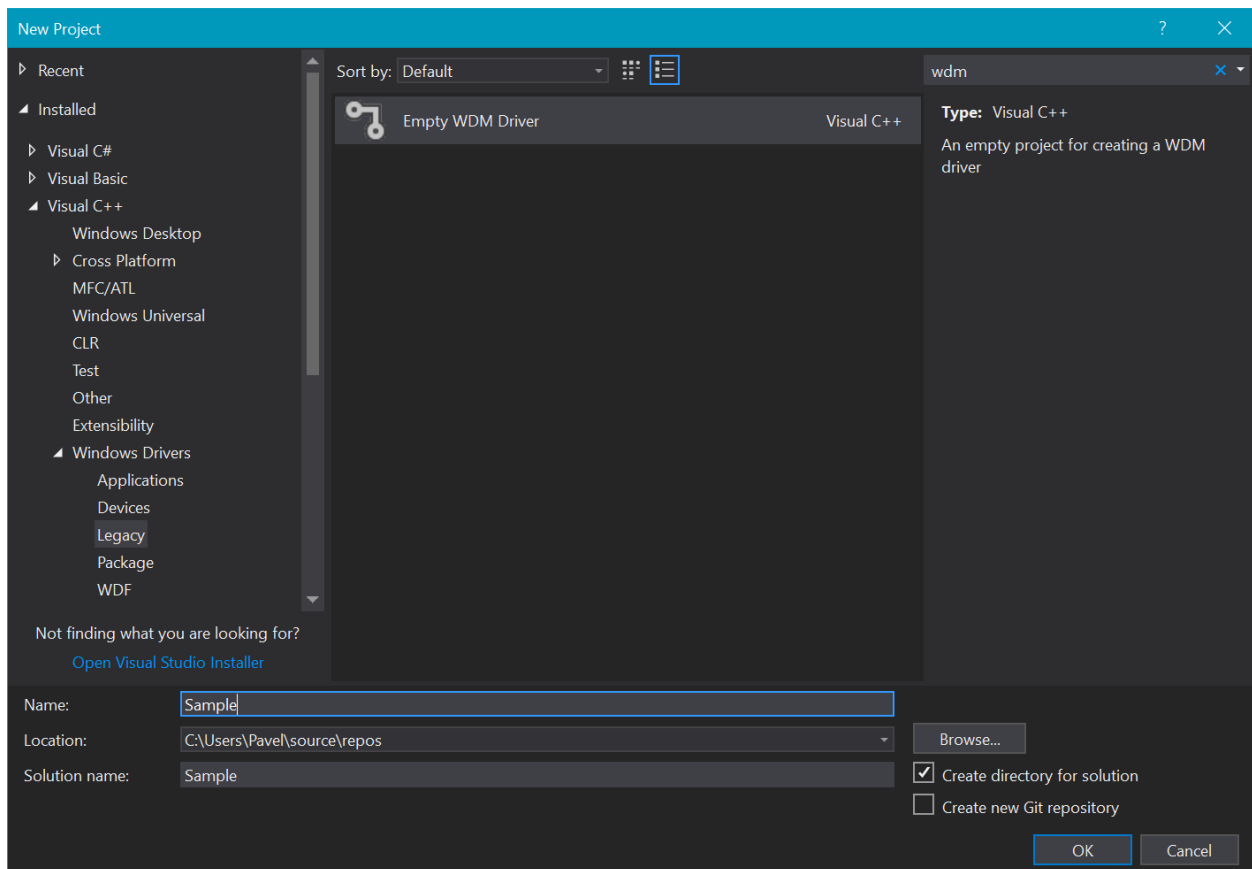 New Project
?
Recent
Installed
Visual C#
Visual Basic
Visual C++
Windows Desktop
Cross Platform
MFC/ATL
Windows Universal
CLR
Test
Other
Extensibility
Windows Drivers
Applications
Devices
Legacy
Package
WDF
Not finding what you are looking for?
Open Visual Studio Installer
Sort by: Default
Empty WDM Driver Visual C++
wdm
Type: Visual C++
An empty project for creating a WDM
driver
Name: Sample
Location: C:\Users\Pavel\source\repos
Browse...
Solution name: Sample
Create directory for solution
Create new Git repository
OK Cancel